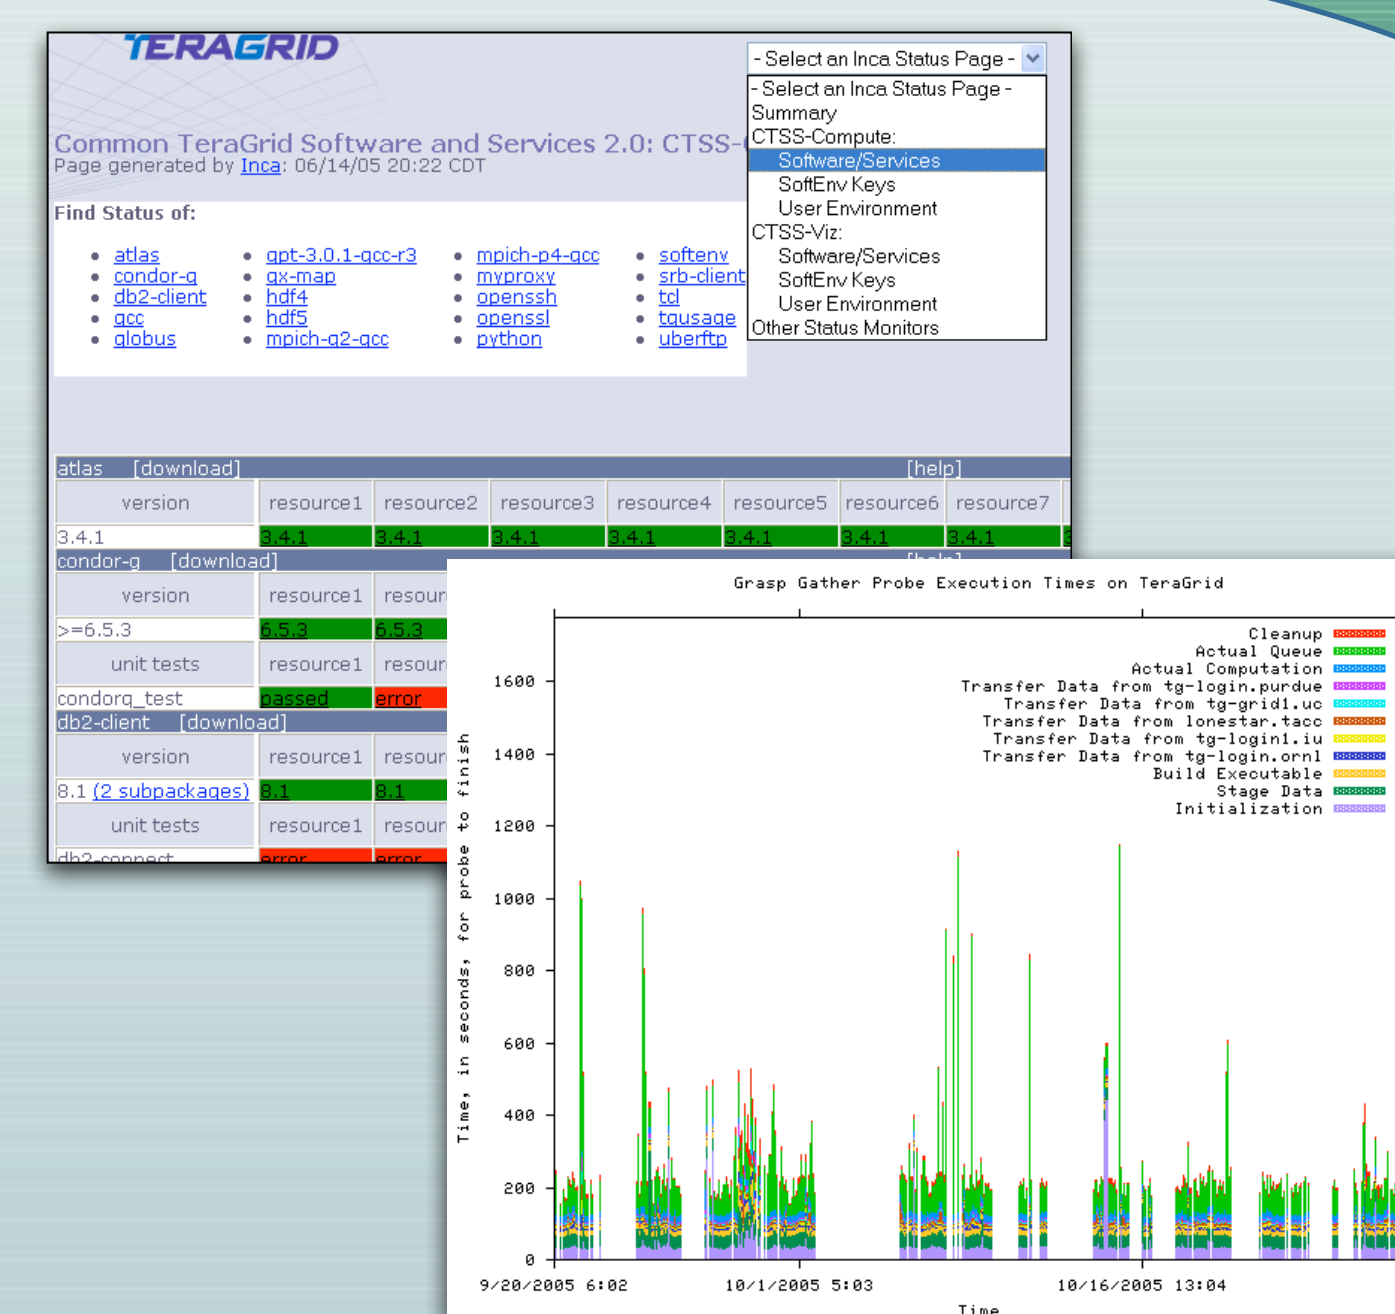 TERAGRID
- Select an Inca Status Page -
- Select an Inca Status Page -
Summary
CTSS-Compute:
Software/Services
SoftEnv Keys
User Environment
CTSS-Viz:
Software/Services
SoftEnv Keys
User Environment
Other Status Monitors
Common TeraGrid Software and Services 2.0: CTSS-
Page generated by Inca: 06/14/05 20:22 CDT
Find Status of:
atlas
condor-g
db2-client
gcc
globus
gpt-3.0.1-gcc-r3
gx-map
hdf4
hdf5
mpich-g2-gcc
mpich-p4-gcc
myproxy
openssh
openssl
python
softenv
srb-client
tcl
tgusage
uberftp
atlas [download] [help]
version resource1 resource2 resource3 resource4 resource5 resource6 resource7
3.4.1 3.4.1 3.4.1 3.4.1 3.4.1 3.4.1 3.4.1 3.4.1
condor-g [download] [help]
version resource1 resour
>=6.5.3 6.5.3 6.5.3
unit tests resource1 resour
condorg_test passed error
db2-client [download]
version resource1 resour
8.1 (2 subpackages) 8.1 8.1
unit tests resource1 resour
db2-connect error error
Grasp Gather Probe Execution Times on TeraGrid
Cleanup
Actual Queue
Actual Computation
Transfer Data from tg-login.purdue
Transfer Data from tg-grid1.uc
Transfer Data from lonestar.tacc
Transfer Data from tg-login1.iu
Transfer Data from tg-login.ornl
Build Executable
Stage Data
Initialization
Time, in seconds, for probe to finish
1600
1400
1200
1000
800
600
400
200
0
9/20/2005 6:02 10/1/2005 5:03 10/16/2005 13:04
Time